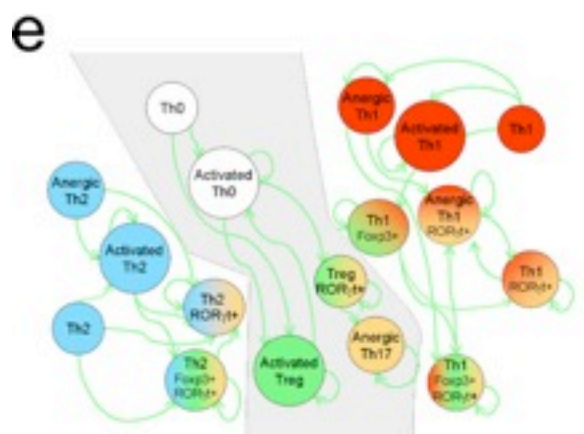 e
Th0
Activated
Th0
Anergic
Th1
Activated
Th1
Th1
Anergic
Th2
Activated
Th2
Th2
Th2
RORγt+
Th2
Foxp3+
RORγt+
Activated
Treg
Treg
RORγt+
Anergic
Th17
Th1
Foxp3+
Anergic
Th1
RORγt+
Th1
RORγt+
Th1
Foxp3+
RORγt+